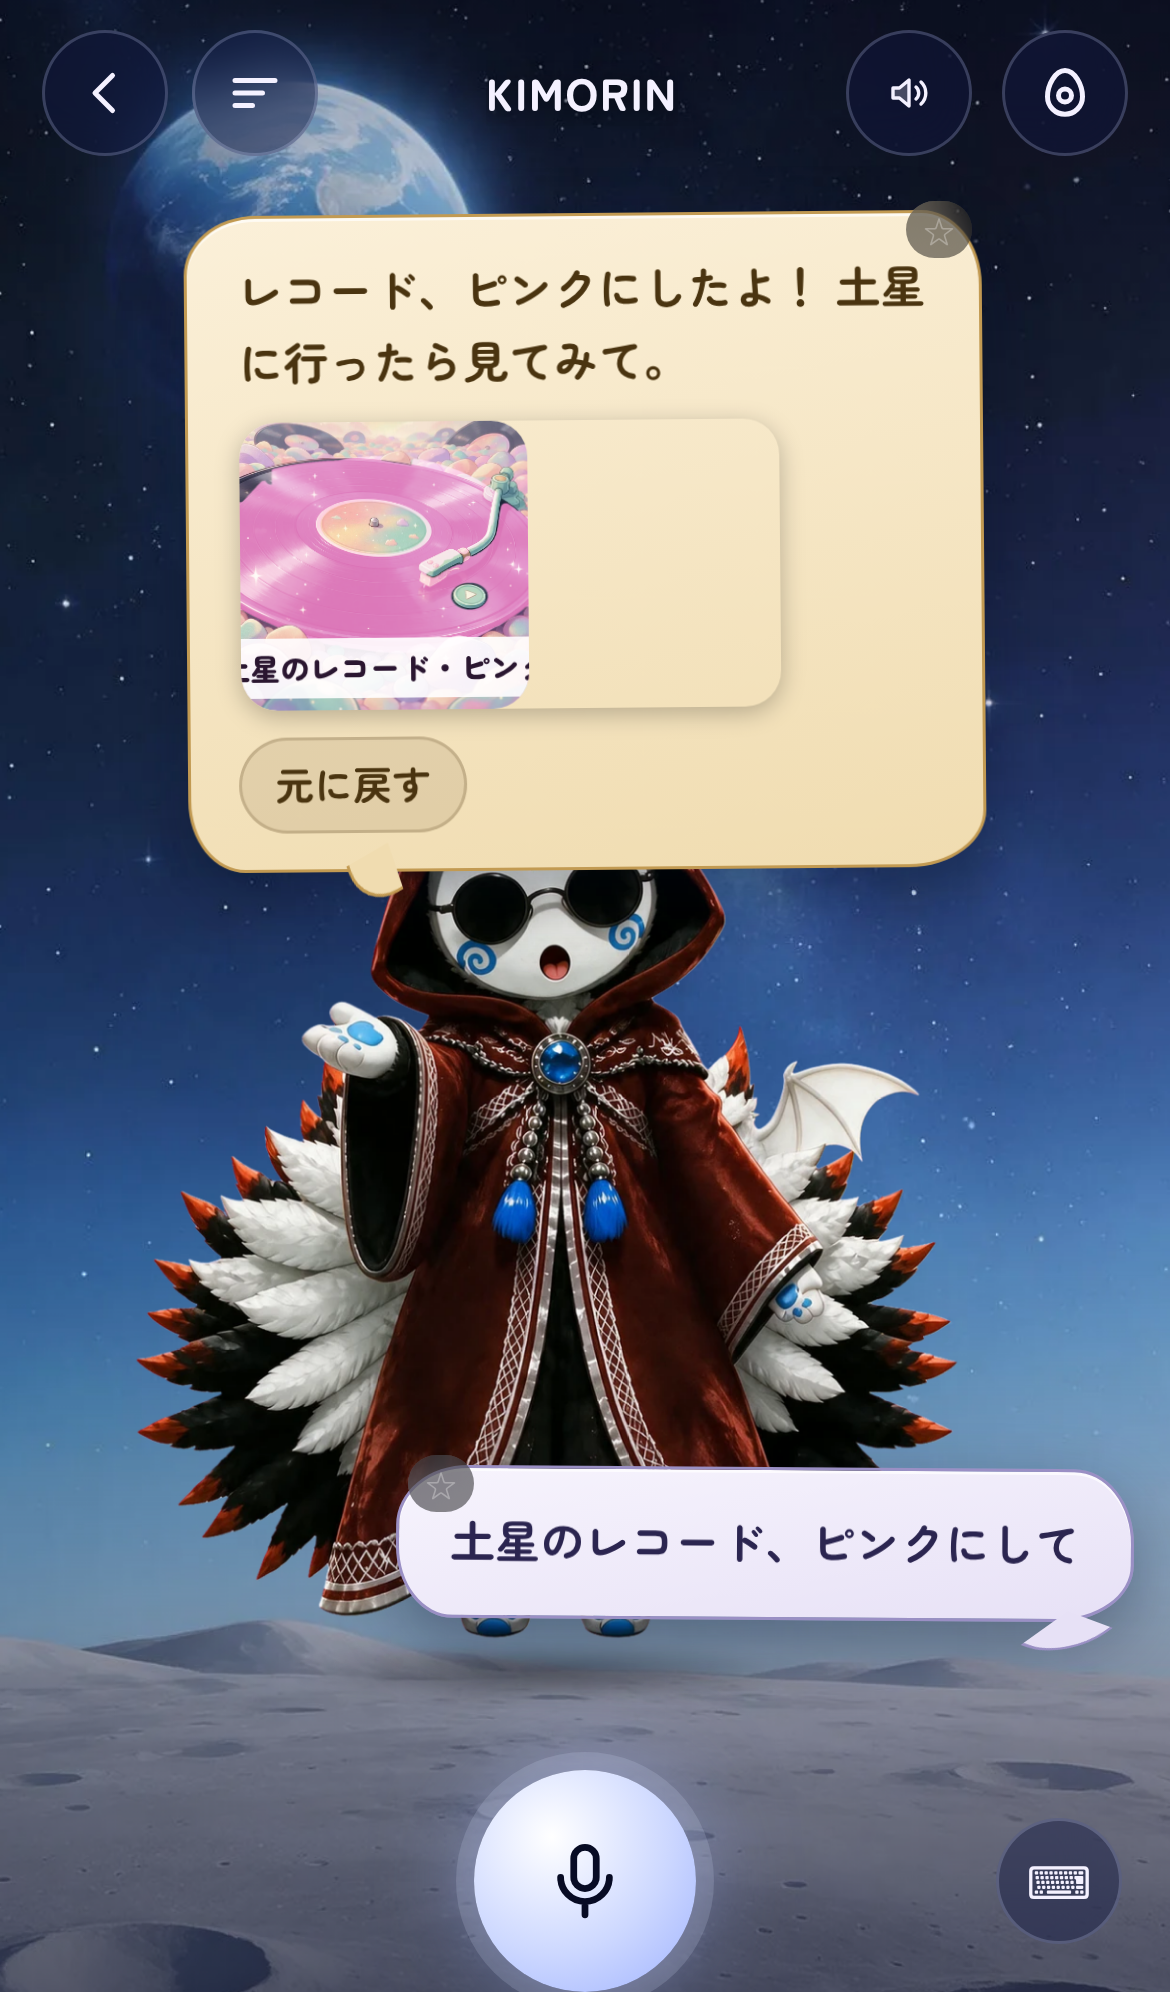 KIMORIN
レコード、ピンクにしたよ！ 土星
に行ったら見てみて。
土星のレコード・ピンク
元に戻す
土星のレコード、ピンクにして